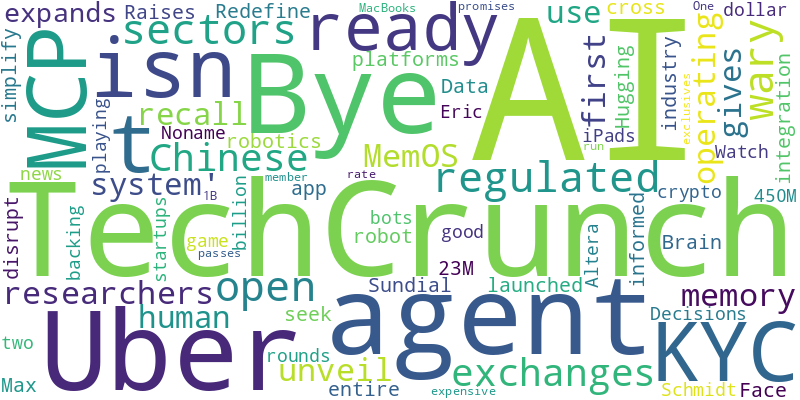 expands
Raises
Redefine
MacBooks
promises
One
cross
dollar
simplify
MCP
isn
sectors
ready
use
AI
Bye
platforms
first
Hugging
industry
exclusives
operating
gives
wary
integration
playing
t
recall
Noname
robotics
Data
Eric
iPads
run
Watch
Chinese
MemOS
news
system'
1B
member
app
rate
regulated
crypto
450M
TechCrunch
disrupt
backing
startups
game
passes
billion
bots
robot
good
23M
Altera
informed
Brain
researchers
open
Sundial
launched
memory
human
seek
agent
Decisions
KYC
two
Uber
rounds
unveil
exchanges
Max
entire
expensive
Schmidt
Face